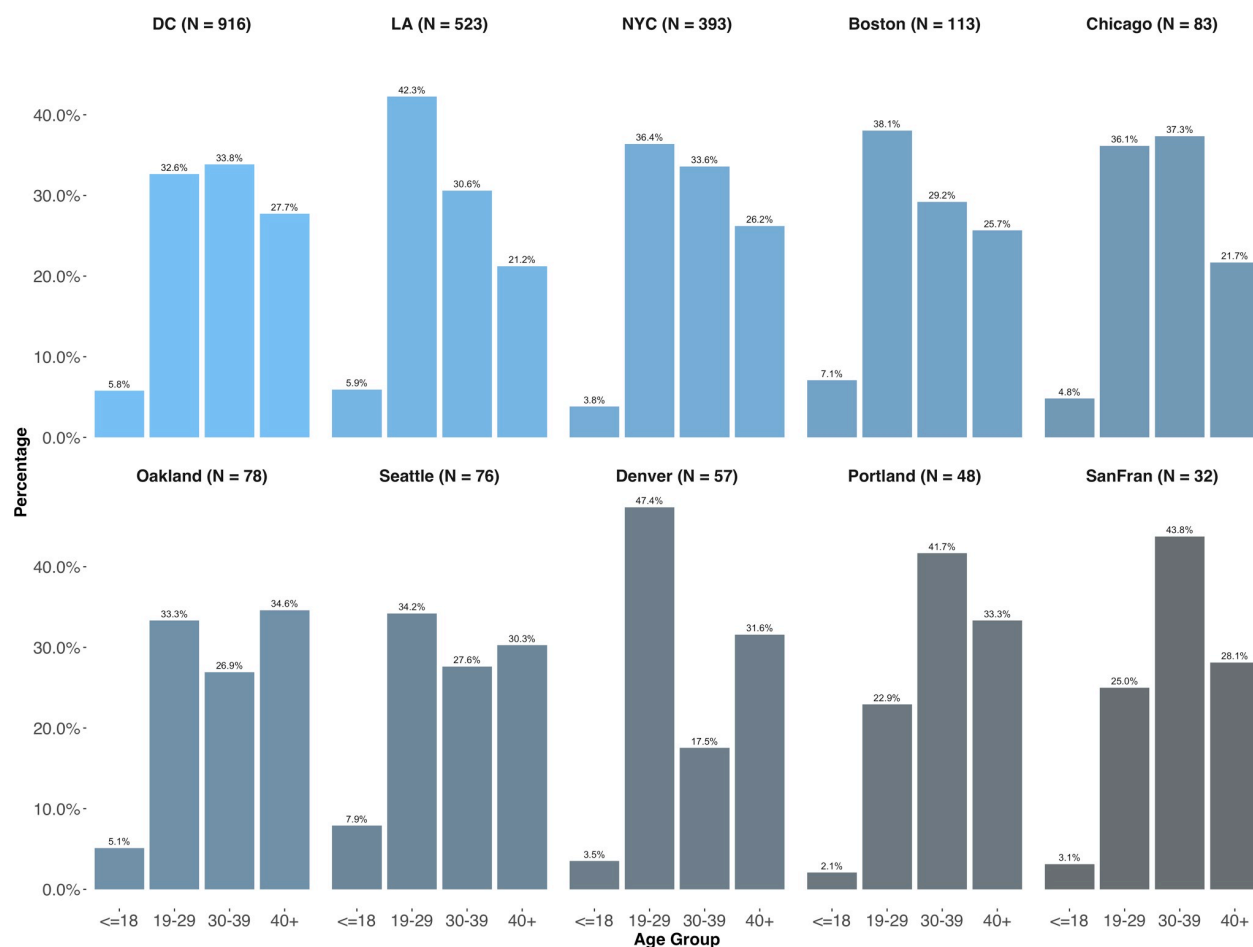 DC (N = 916)
LA (N = 523)
NYC (N = 393)
Boston (N = 113)
Chicago (N = 83)
40.0%
30.0%
20.0%
10.0%
0.0%
5.8%
32.6%
33.8%
27.7%
5.9%
42.3%
30.6%
21.2%
3.8%
36.4%
33.6%
26.2%
7.1%
38.1%
29.2%
25.7%
4.8%
36.1%
37.3%
21.7%
Percentage
Oakland (N = 78)
Seattle (N = 76)
Denver (N = 57)
Portland (N = 48)
SanFran (N = 32)
40.0%
30.0%
20.0%
10.0%
0.0%
5.1%
33.3%
26.9%
34.6%
7.9%
34.2%
27.6%
30.3%
3.5%
47.4%
17.5%
31.6%
2.1%
22.9%
41.7%
33.3%
3.1%
25.0%
43.8%
28.1%
<=18 19-29 30-39 40+
<=18 19-29 30-39 40+
<=18 19-29 30-39 40+
<=18 19-29 30-39 40+
<=18 19-29 30-39 40+
Age Group